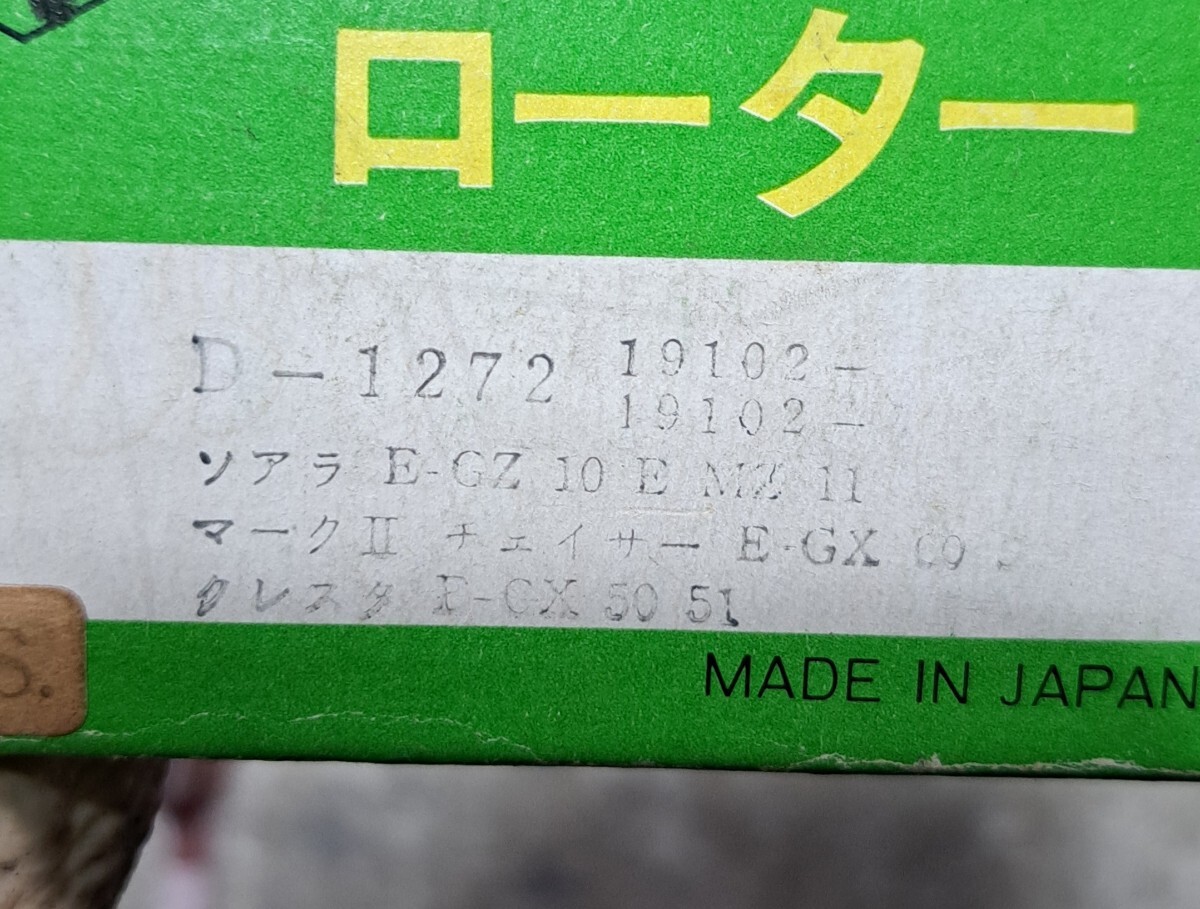 ローター
D-1272 19102-
19102-
ソアラ E-GZ 10 E MZ 11
マークII チェイサー E-GX
クレスタ GX 50 51
MADE IN JAPAN
S.